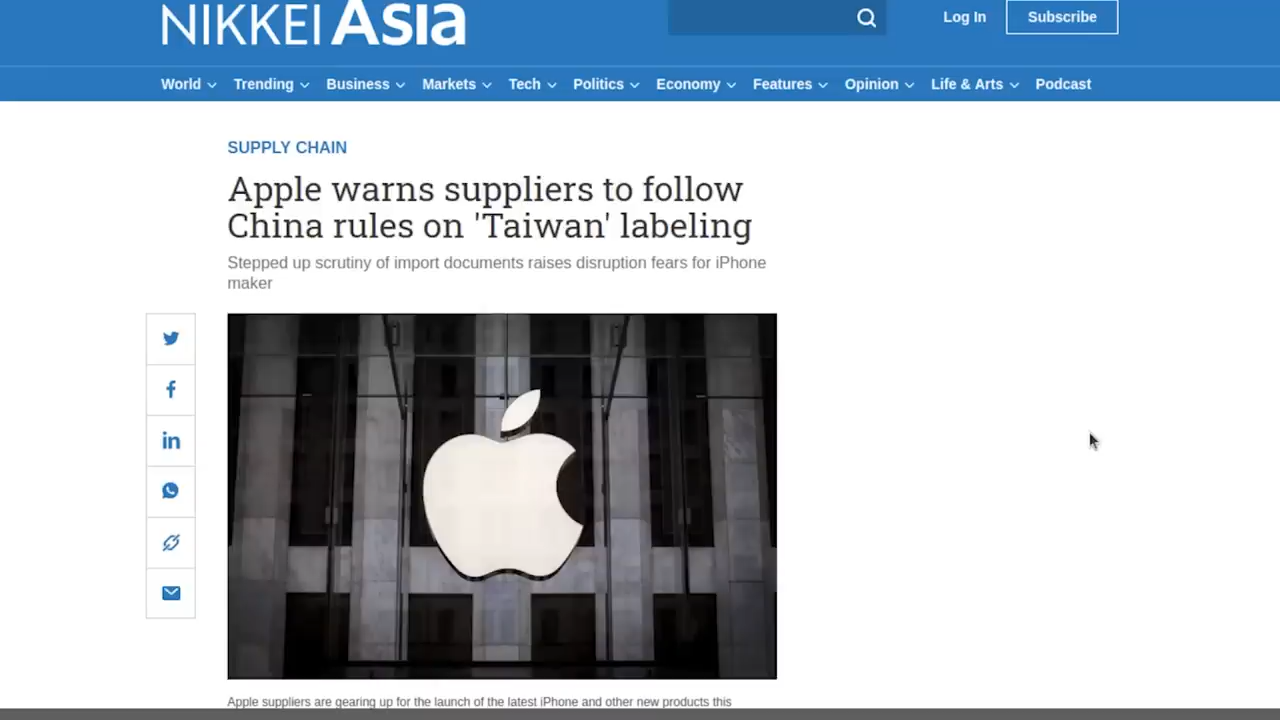 NIKKEI Asia
Log In
Subscribe
World
Trending
Business
Markets
Tech
Politics
Economy
Features
Opinion
Life & Arts
Podcast
SUPPLY CHAIN
Apple warns suppliers to follow
China rules on 'Taiwan' labeling
Stepped up scrutiny of import documents raises disruption fears for iPhone
maker
in
Apple suppliers are gearing up for the launch of the latest iPhone and other new products this